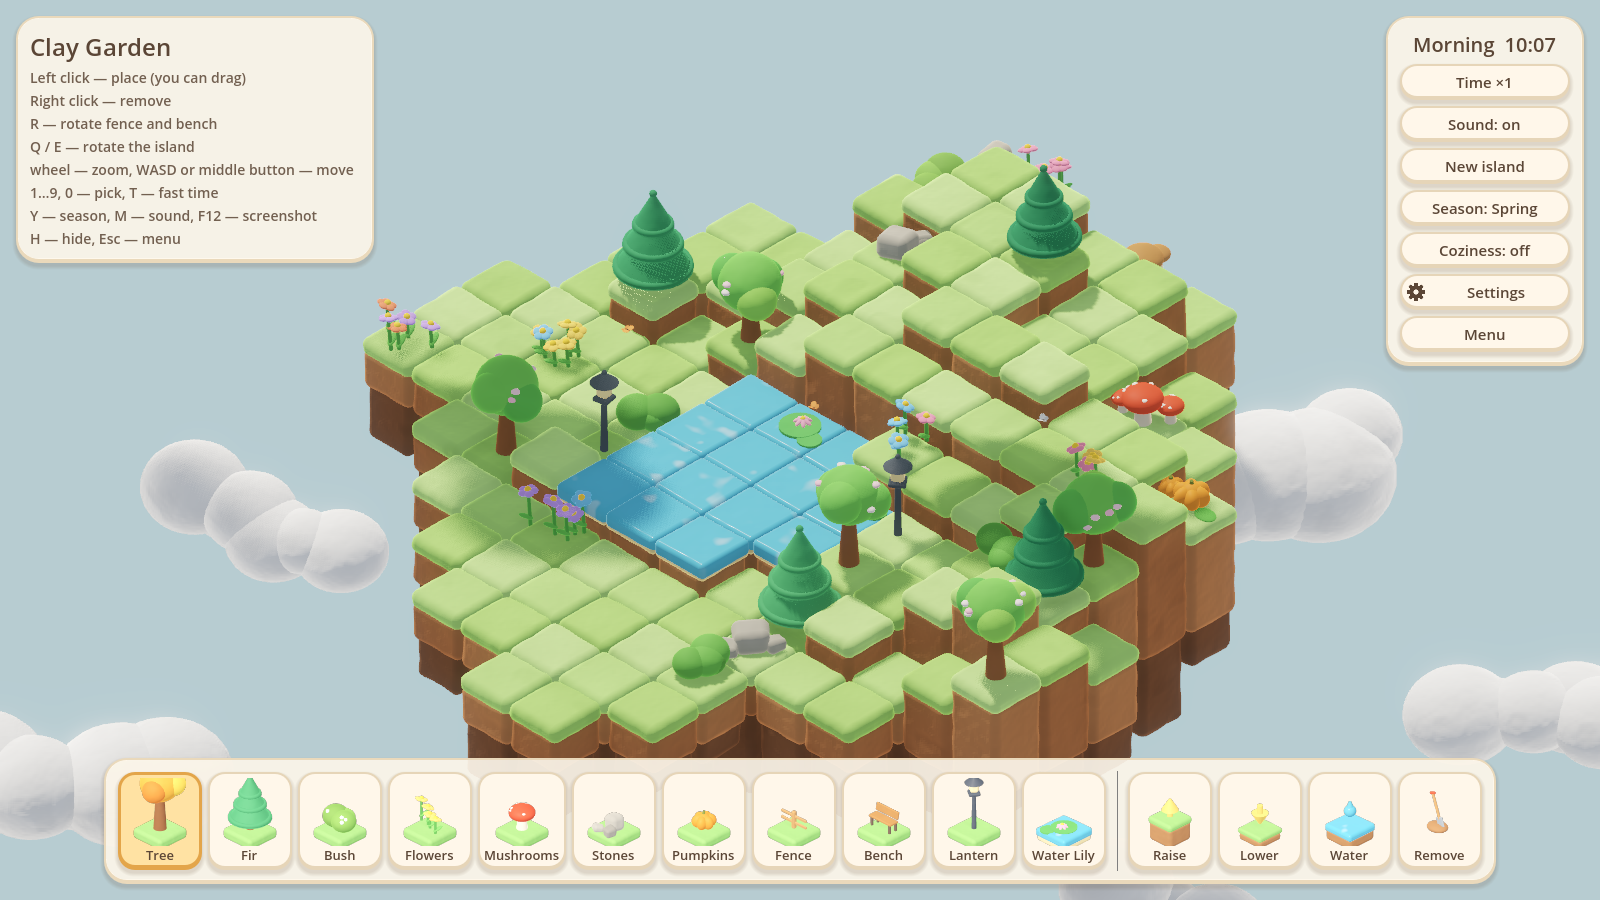 Clay Garden
Left click — place (you can drag)
Right click — remove
R — rotate fence and bench
Q / E — rotate the island
wheel — zoom, WASD or middle button — move
1...9, 0 — pick, T — fast time
Y — season, M — sound, F12 — screenshot
H — hide, Esc — menu
Morning 10:07
Time ×1
Sound: on
New island
Season: Spring
Coziness: off
Settings
Menu
Tree
Fir
Bush
Flowers
Mushrooms
Stones
Pumpkins
Fence
Bench
Lantern
Water Lily
Raise
Lower
Water
Remove